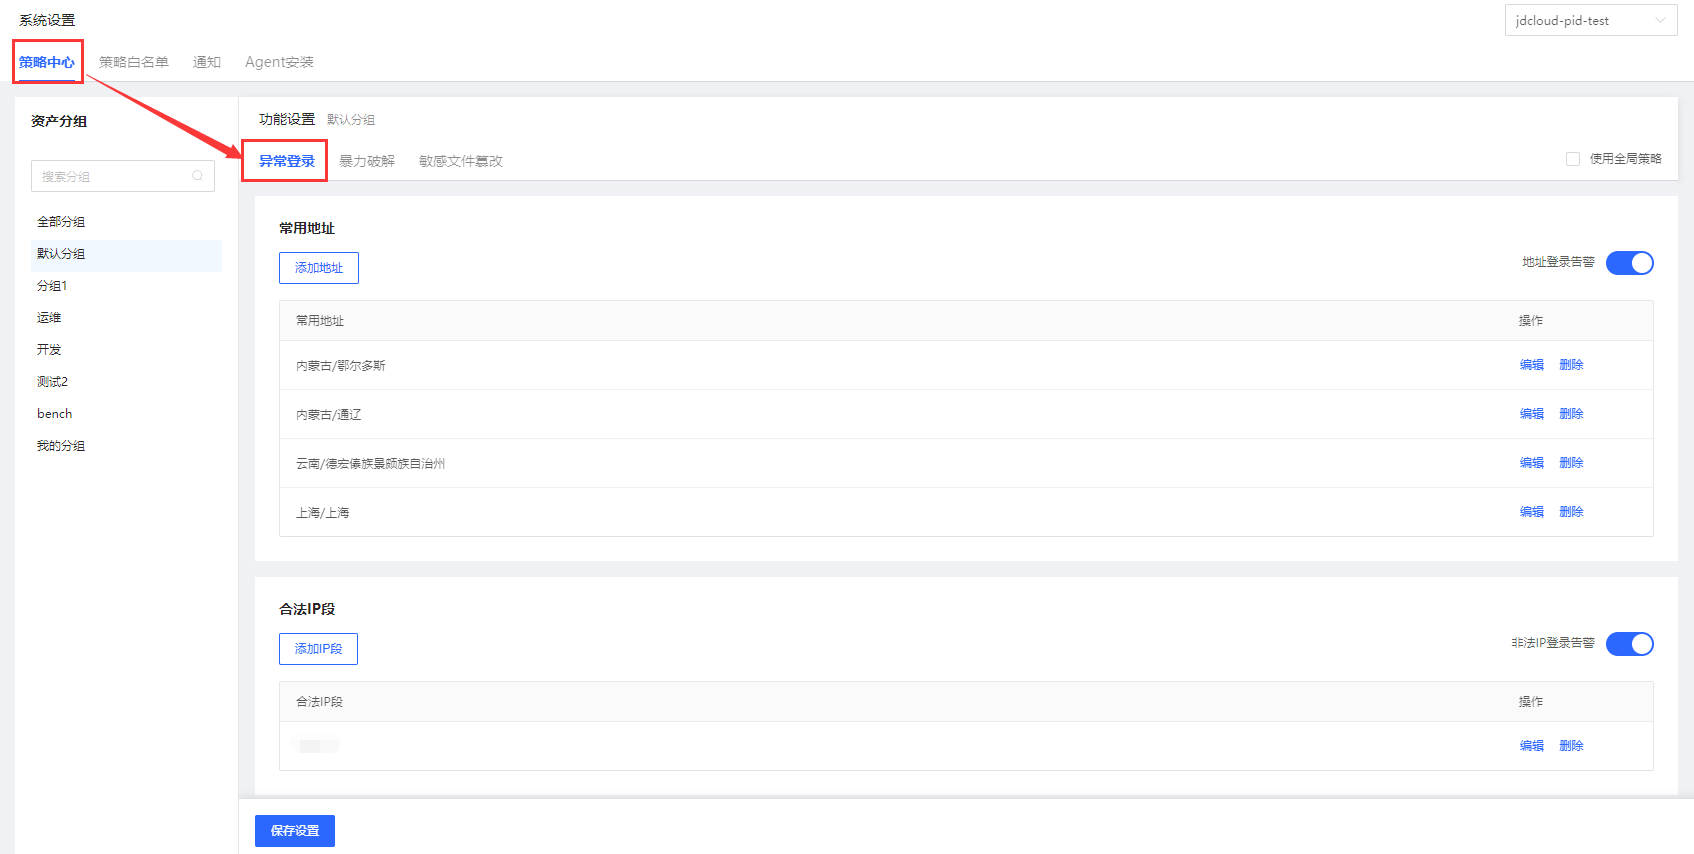 系统设置
jdcloud-pid-test
策略中心 策略白名单 通知 Agent安装
资产分组
搜索分组
全部分组
默认分组
分组1
运维
开发
测试2
bench
我的分组
功能设置 默认分组
异常登录 暴力破解 敏感文件篡改
使用全局策略
常用地址
添加地址
地址登录告警
常用地址 操作
内蒙古/鄂尔多斯 编辑 删除
内蒙古/通辽 编辑 删除
云南/德宏傣族景颇族自治州 编辑 删除
上海/上海 编辑 删除
合法IP段
添加IP段
非法IP登录告警
合法IP段 操作
编辑 删除
保存设置